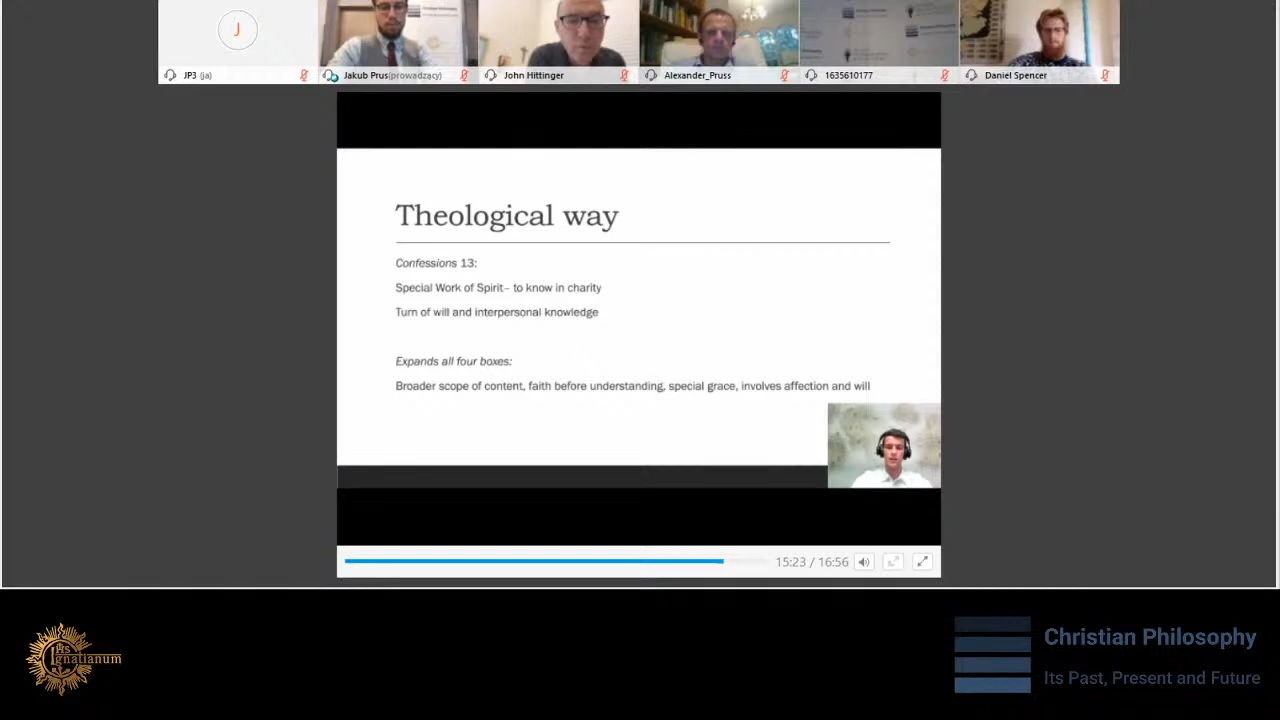 J
JP3 (ja)
Jakub Prus(prowadzący)
John Hittinger
Alexander_Pruss
1635610177
Daniel Spencer
Theological way
Confessions 13:
Special Work of Spirit– to know in charity
Turn of will and interpersonal knowledge
Expands all four boxes:
Broader scope of content, faith before understanding, special grace, involves affection and will
15:23 / 16:56
Ignatianum
Christian Philosophy
Its Past, Present and Future